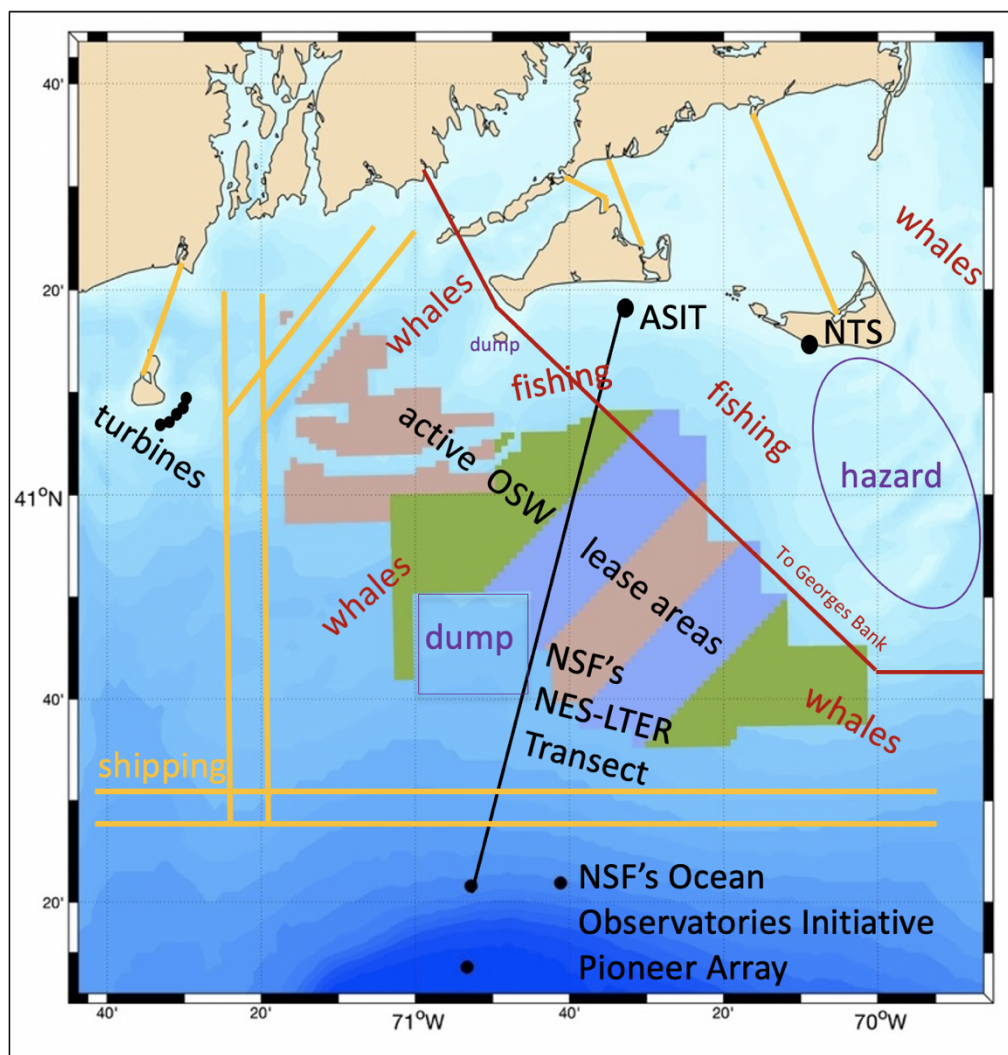 40'
20'
whales
whales
ASIT
NTS
dump
fishing
fishing
turbines
active OSW
hazard
41°N
lease areas
To Georges Bank
whales
dump
NSF's
NES-LTER
Transect
40'
whales
shipping
20'
NSF's Ocean
Observatories Initiative
Pioneer Array
40' 20' 71°W 40' 20' 70°W